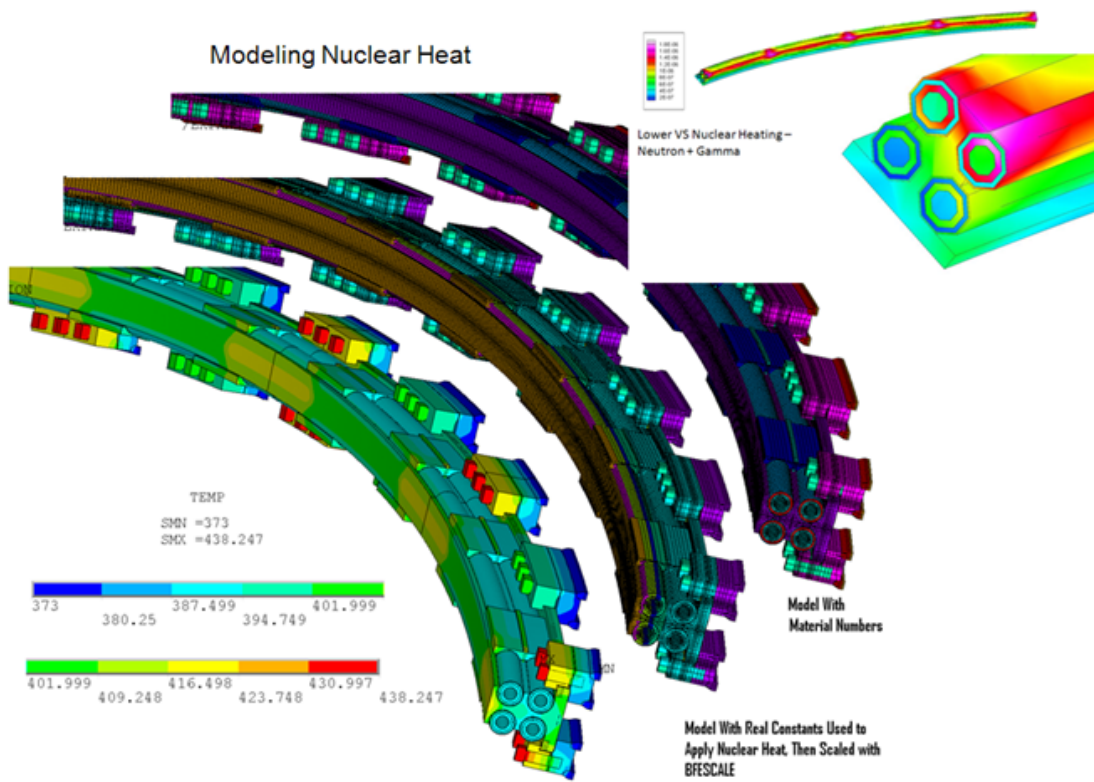 Modeling Nuclear Heat
Lower VS Nuclear Heating –
Neutron + Gamma
TEMP
SMN =373
SMX =438.247
373
387.499
401.999
380.25
394.749
401.999
416.498
430.997
409.248
423.748
438.247
Model With
Material Numbers
Model With Real Constants Used to
Apply Nuclear Heat, Then Scaled with
BFESCALE